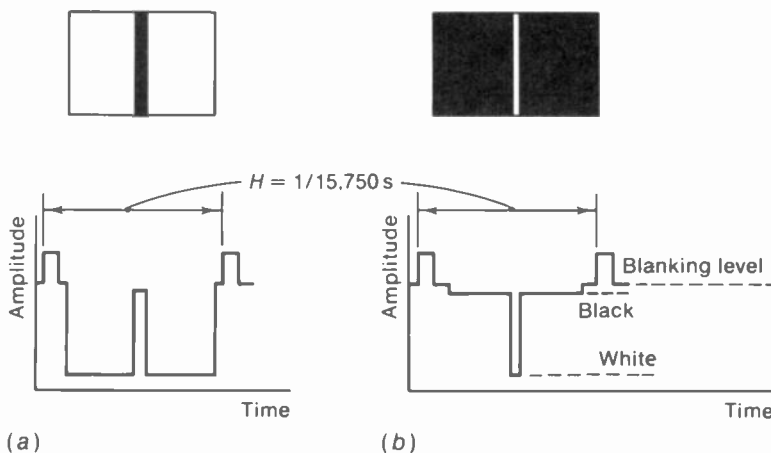 H = 1/15,750 s
Amplitude
Time
(a)
Amplitude
Blanking level
Black
White
Time
(b)